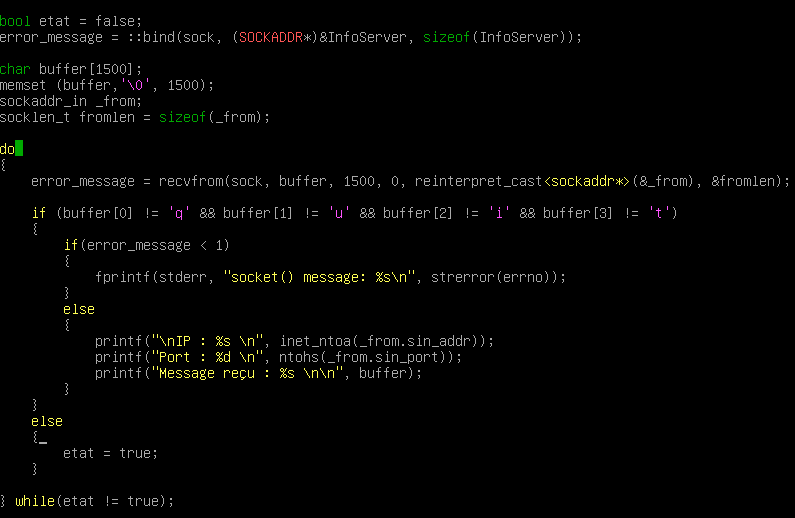 bool etat = false;
error_message = ::bind(sock, (SOCKADDR*)&InfoServer, sizeof(InfoServer));
char buffer[1500];
memset (buffer,'\0', 1500);
sockaddr_in _from;
socklen_t fromlen = sizeof(_from);
do
{
error_message = recvfrom(sock, buffer, 1500, 0, reinterpret_cast<sockaddr*>(&_from), &fromlen);
if (buffer[0] != 'q' && buffer[1] != 'u' && buffer[2] != 'i' && buffer[3] != 't')
{
if(error_message < 1)
{
fprintf(stderr, "socket() message: %s\n", strerror(errno));
}
else
{
printf("\nIP : %s \n", inet_ntoa(_from.sin_addr));
printf("Port : %d \n", ntohs(_from.sin_port));
printf("Message reçu : %s \n\n", buffer);
}
}
else
{_
etat = true;
}
} while(etat != true);